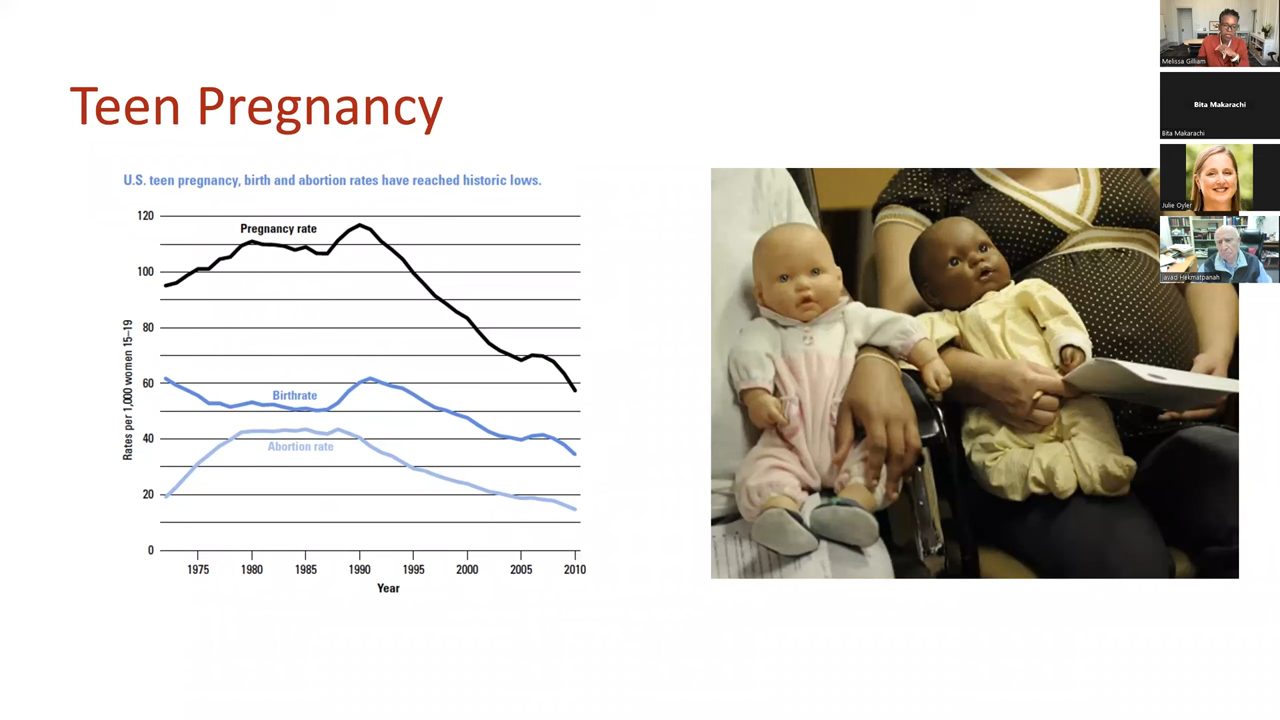 Teen Pregnancy
U.S. teen pregnancy, birth and abortion rates have reached historic lows.
120
100
80
60
40
20
0
Rates per 1,000 women 15–19
Pregnancy rate
Birthrate
Abortion rate
1975 1980 1985 1990 1995 2000 2005 2010
Year
Melissa Gilliam
Bita Makarachi
Bita Makarachi
Julie Oyler
Javad Hekmatpanah